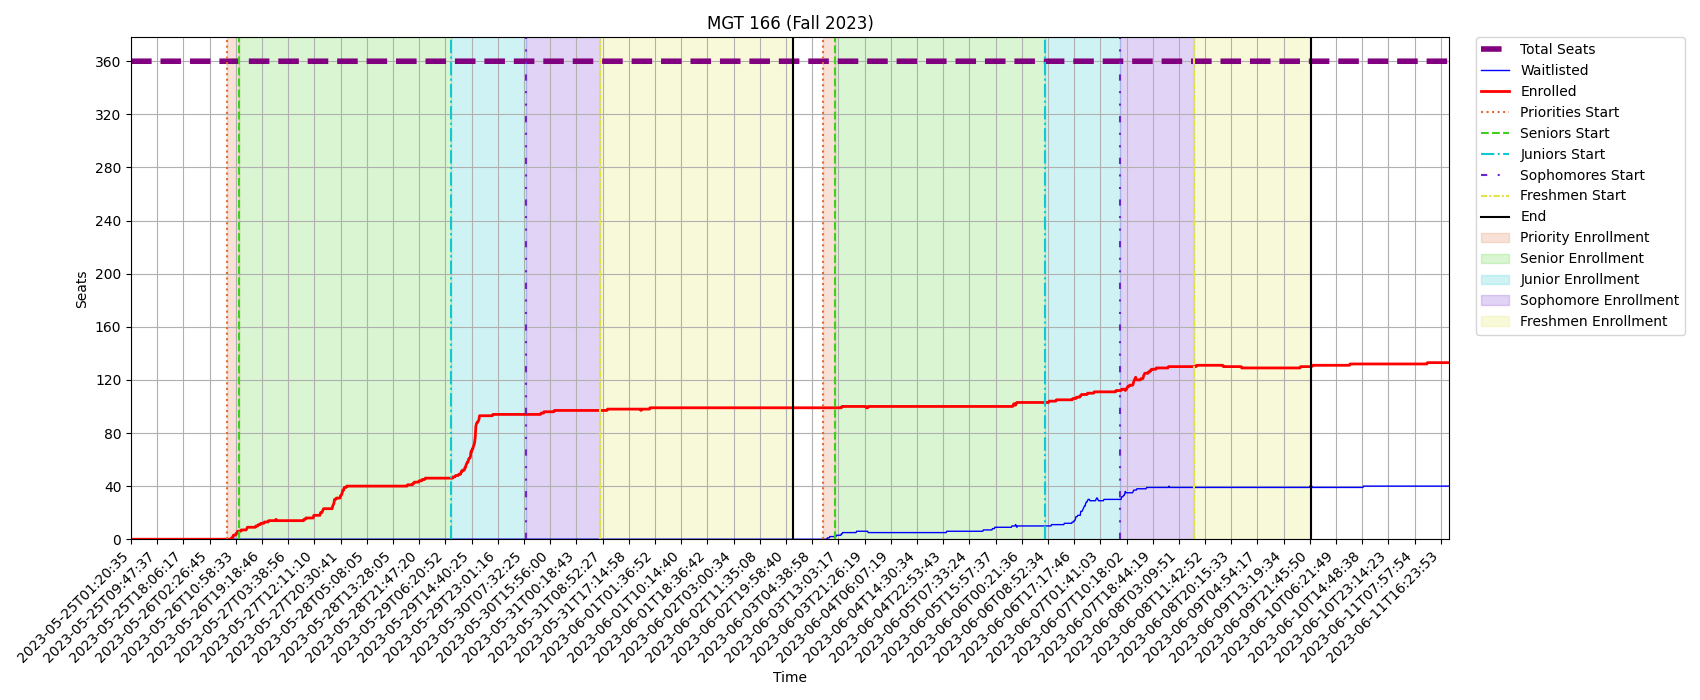 MGT 166 (Fall 2023)
Seats
360
320
280
240
200
160
120
80
40
0
2023-05-25T01:20:35
2023-05-25T09:47:37
2023-05-25T18:06:17
2023-05-26T02:26:45
2023-05-26T10:58:33
2023-05-26T19:18:46
2023-05-27T03:38:56
2023-05-27T12:11:10
2023-05-27T20:30:41
2023-05-28T05:08:05
2023-05-28T13:28:05
2023-05-28T21:47:20
2023-05-29T06:20:52
2023-05-29T14:40:25
2023-05-29T23:01:16
2023-05-30T07:32:25
2023-05-30T15:56:00
2023-05-31T00:18:43
2023-05-31T08:52:27
2023-05-31T17:14:58
2023-06-01T01:36:52
2023-06-01T10:14:40
2023-06-01T18:36:42
2023-06-02T03:00:34
2023-06-02T11:35:08
2023-06-02T19:58:40
2023-06-03T04:38:58
2023-06-03T13:03:17
2023-06-03T21:26:19
2023-06-04T06:07:19
2023-06-04T14:30:34
2023-06-04T22:53:43
2023-06-05T07:33:24
2023-06-05T15:57:37
2023-06-06T00:21:36
2023-06-06T08:52:34
2023-06-06T17:17:46
2023-06-07T01:41:03
2023-06-07T10:18:02
2023-06-07T18:44:19
2023-06-08T03:09:51
2023-06-08T11:42:52
2023-06-08T20:15:33
2023-06-09T04:54:17
2023-06-09T13:19:34
2023-06-09T21:45:50
2023-06-10T06:21:49
2023-06-10T14:48:38
2023-06-10T23:14:23
2023-06-11T07:57:54
2023-06-11T16:23:53
Time
Total Seats
Waitlisted
Enrolled
Priorities Start
Seniors Start
Juniors Start
Sophomores Start
Freshmen Start
End
Priority Enrollment
Senior Enrollment
Junior Enrollment
Sophomore Enrollment
Freshmen Enrollment